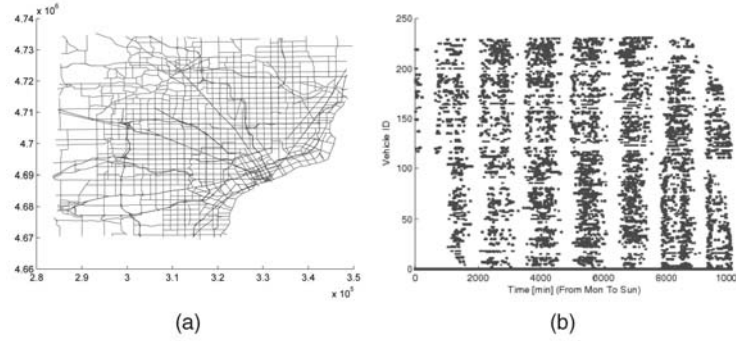 4.74 x 10^6
4.73
4.72
4.71
4.7
4.69
4.68
4.67
4.66
2.8 2.9 3 3.1 3.2 3.3 3.4 3.5
x 10^5
(a)
250
200
150
100
50
0
Vehicle ID
0 2000 4000 6000 8000 1000
Time [min] (From Mon To Sun)
(b)